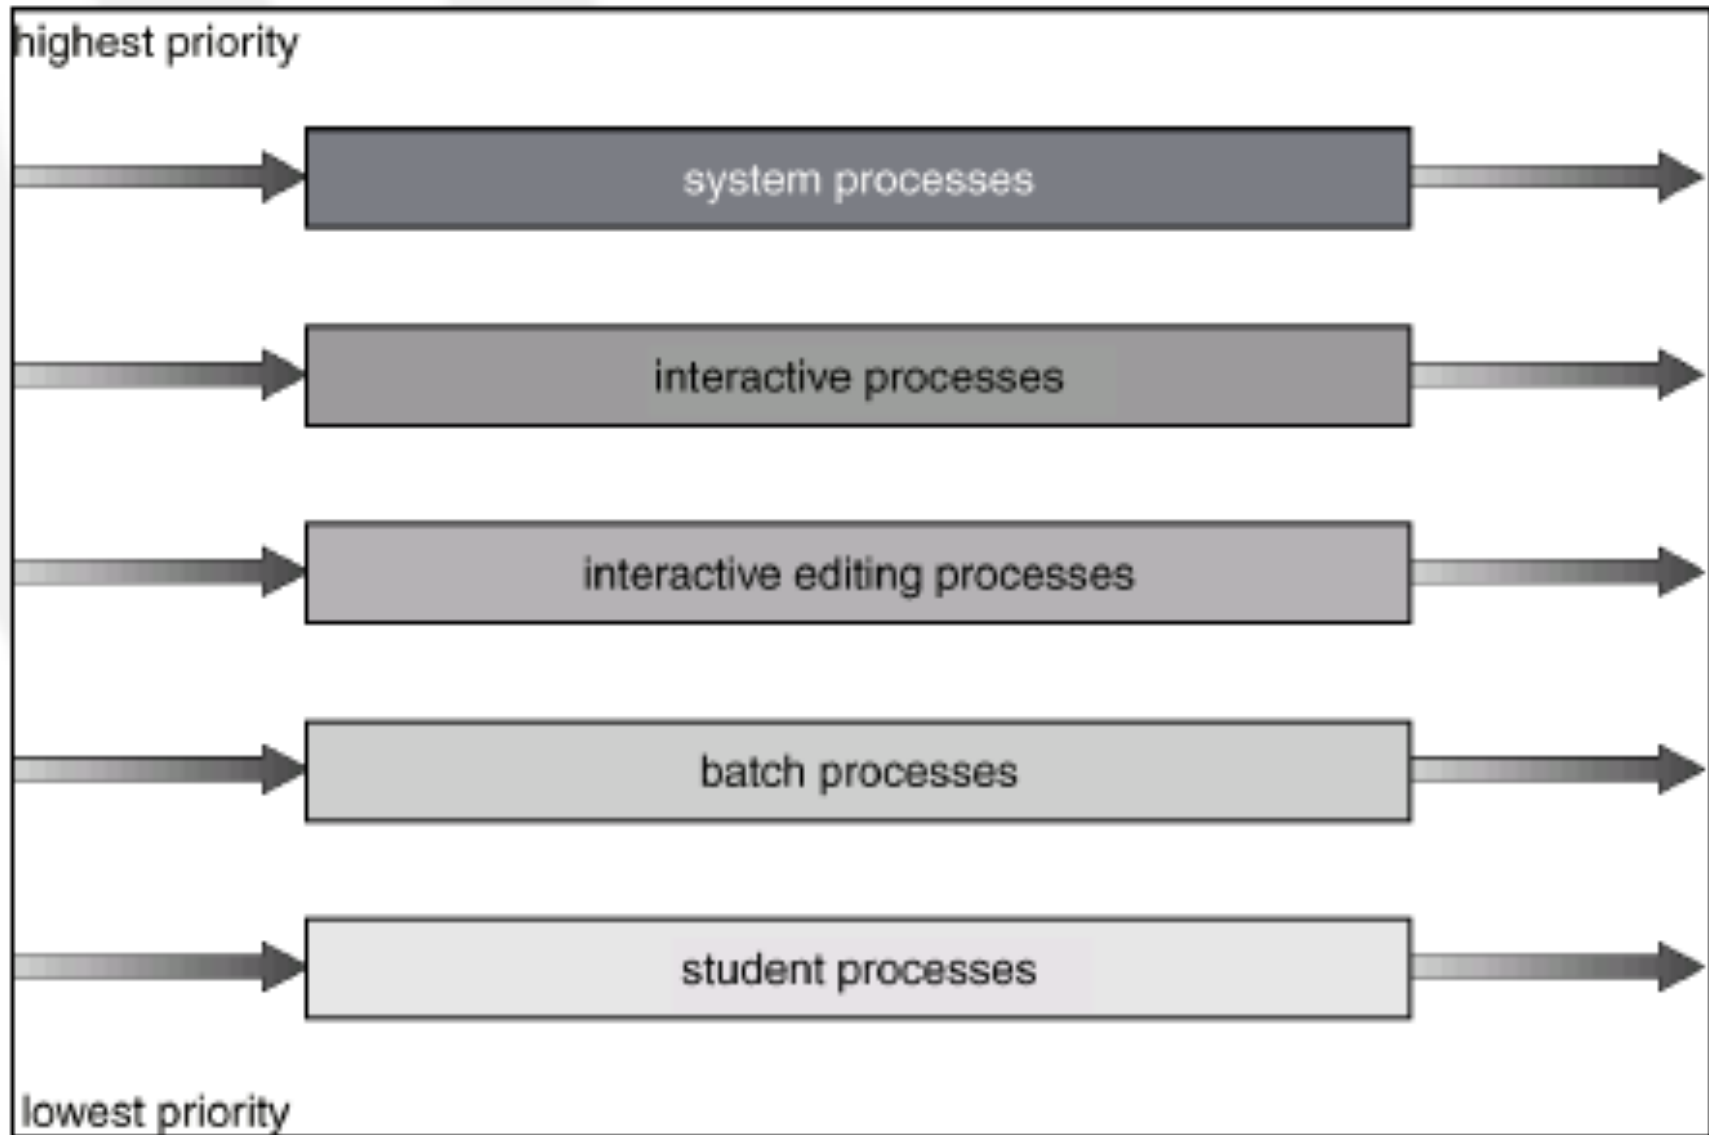 highest priority
system processes
interactive processes
interactive editing processes
batch processes
student processes
lowest priority